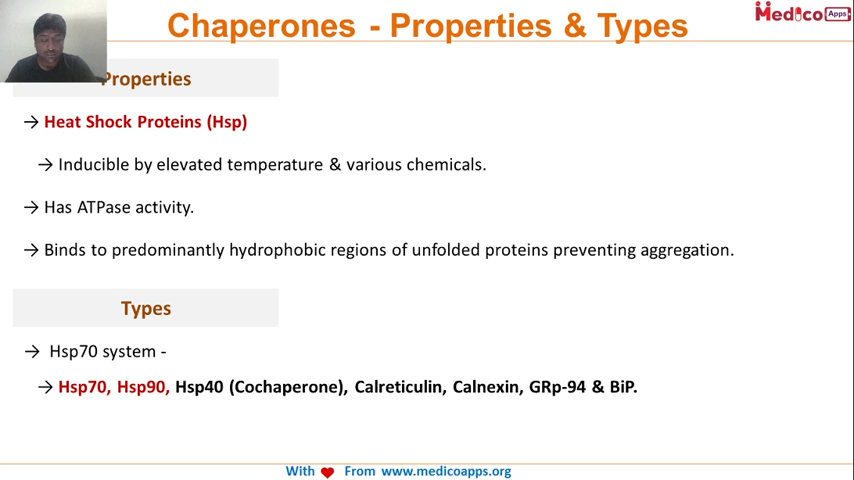 Chaperones - Properties & Types
Medico Apps
Properties
→ Heat Shock Proteins (Hsp)
→ Inducible by elevated temperature & various chemicals.
→ Has ATPase activity.
→ Binds to predominantly hydrophobic regions of unfolded proteins preventing aggregation.
Types
→ Hsp70 system -
→ Hsp70, Hsp90, Hsp40 (Cochaperone), Calreticulin, Calnexin, GRp-94 & BiP.
With ❤ From www.medicoapps.org